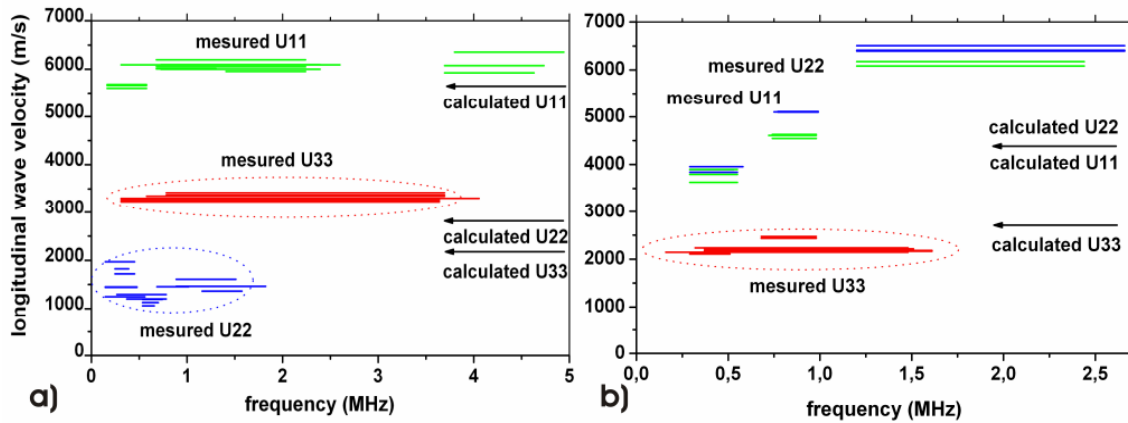 longitudinal wave velocity (m/s)
7000
6000
5000
4000
3000
2000
1000
0
mesured U11
calculated U11
mesured U33
calculated U22
calculated U33
mesured U22
0 1 2 3 4 5
a)
frequency (MHz)
7000
6000
5000
4000
3000
2000
1000
0
mesured U22
mesured U11
calculated U22
calculated U11
calculated U33
mesured U33
0,5 1,0 1,5 2,0 2,5
b)
frequency (MHz)